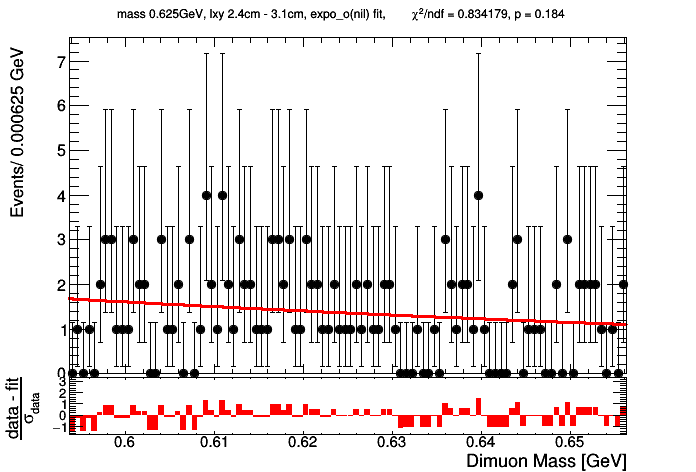 mass 0.625GeV, lxy 2.4cm - 3.1cm, expo_o(nil) fit, χ²/ndf = 0.834179, p = 0.184
Events/ 0.000625 GeV
7
6
5
4
3
2
1
0
data - fit
σdata
3
2
1
0
−1
0.6 0.61 0.62 0.63 0.64 0.65
Dimuon Mass [GeV]